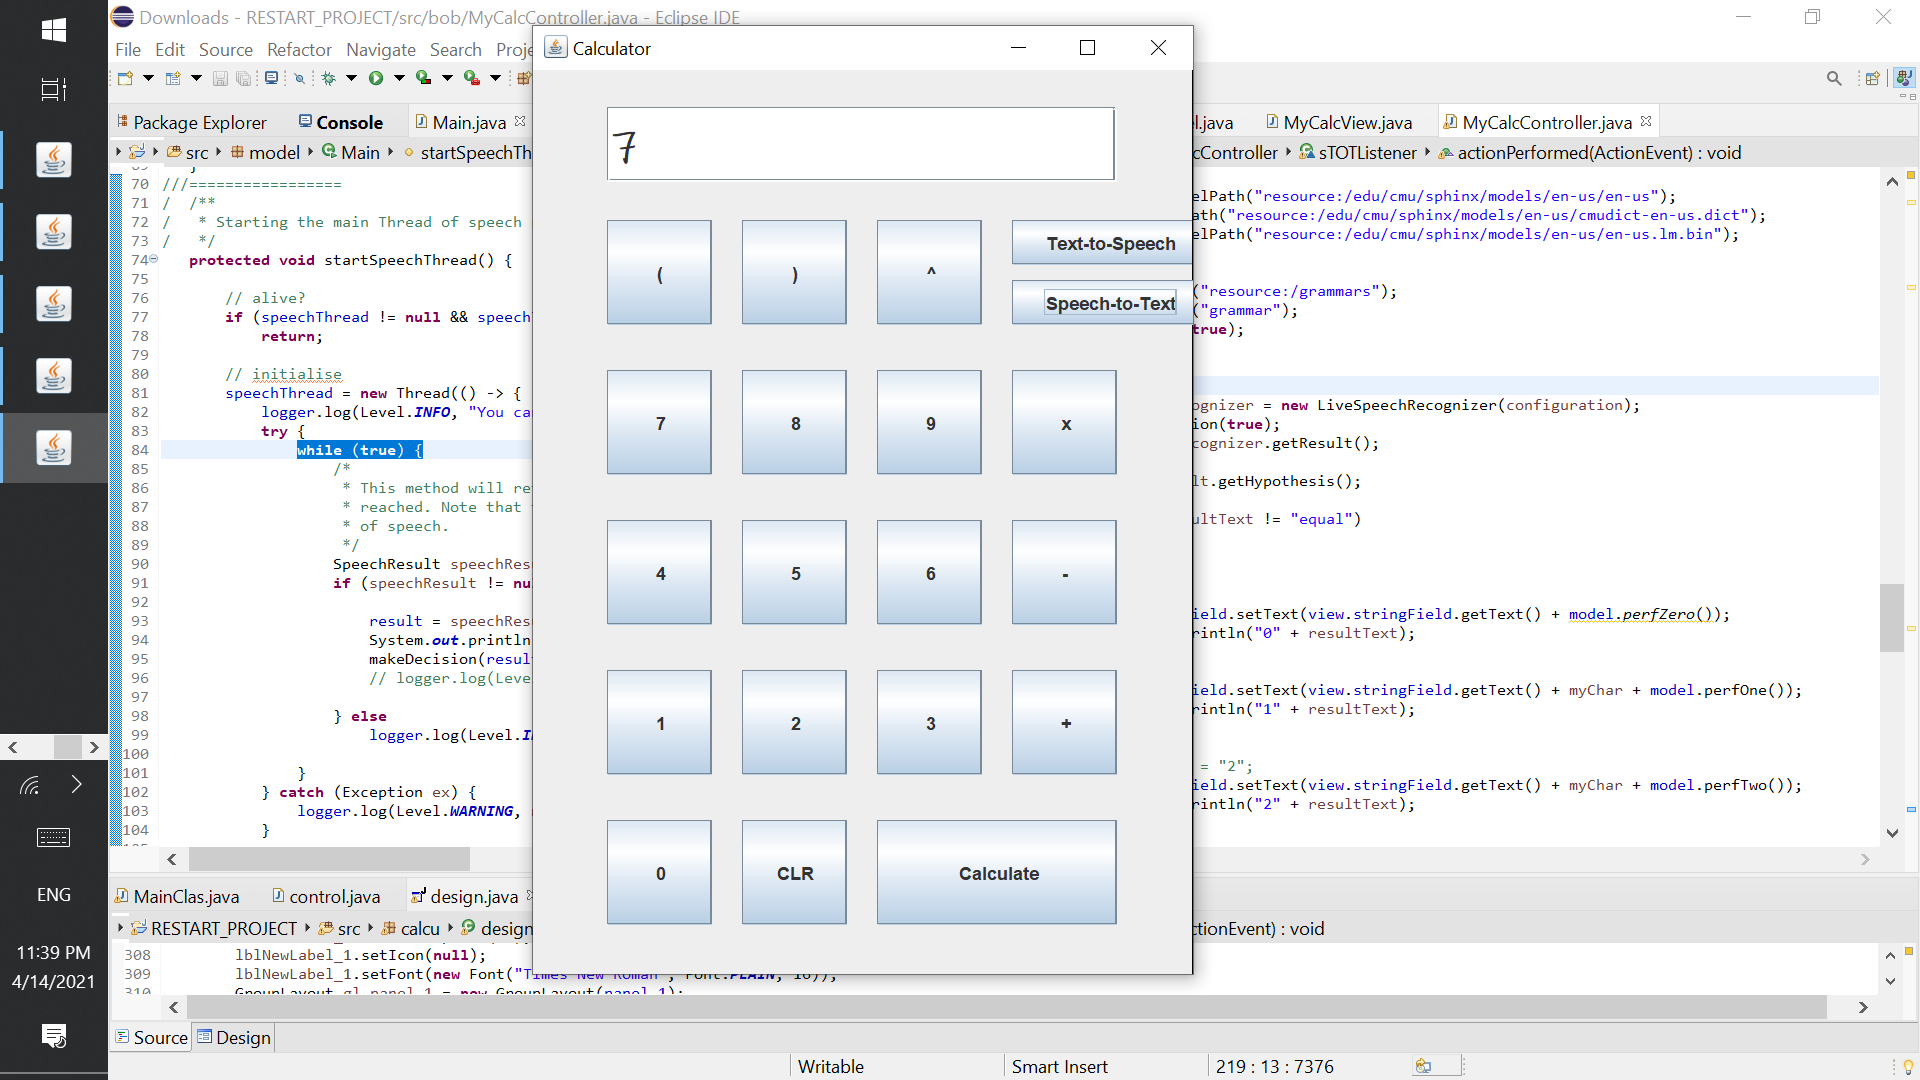 Downloads - RESTART_PROJECT/src/bob/MyCalcController.java - Eclipse IDE
File Edit Source Refactor Navigate Search Proje
Calculator
Package Explorer Console Main.java
l.java MyCalcView.java MyCalcController.java
src model Main startSpeechTh
cController sTOTListener actionPerformed(ActionEvent) : void
70 ///=================
71 / /**
72 / * Starting the main Thread of speech
73 / */
74 protected void startSpeechThread() {
75
76 // alive?
77 if (speechThread != null && speech
78 return;
79
80 // initialise
81 speechThread = new Thread(() -> {
82 logger.log(Level.INFO, "You ca
83 try {
84 while (true) {
85 /*
86 * This method will re
87 * reached. Note that
88 * of speech.
89 */
90 SpeechResult speechRes
91 if (speechResult != nu
92
93 result = speechRes
94 System.out.println
95 makeDecision(resul
96 // logger.log(Leve
97
98 } else
99 logger.log(Level.I
100
101 }
102 } catch (Exception ex) {
103 logger.log(Level.WARNING,
104 }
7
( ) ^ Text-to-Speech
Speech-to-Text
7 8 9 x
4 5 6 -
1 2 3 +
0 CLR Calculate
elPath("resource:/edu/cmu/sphinx/models/en-us/en-us");
ath("resource:/edu/cmu/sphinx/models/en-us/cmudict-en-us.dict");
elPath("resource:/edu/cmu/sphinx/models/en-us/en-us.lm.bin");
("resource:/grammars");
("grammar");
true);
ognizer = new LiveSpeechRecognizer(configuration);
ion(true);
cognizer.getResult();
lt.getHypothesis();
ultText != "equal")
ield.setText(view.stringField.getText() + model.perfZero());
rintln("0" + resultText);
ield.setText(view.stringField.getText() + myChar + model.perfOne());
rintln("1" + resultText);
= "2";
ield.setText(view.stringField.getText() + myChar + model.perfTwo());
rintln("2" + resultText);
MainClas.java control.java design.java
RESTART_PROJECT src calcu design
ctionEvent) : void
308 lblNewLabel_1.setIcon(null);
309 lblNewLabel_1.setFont(new Font("Times New Roman", Font.PLAIN, 16));
310 GroupLayout gl_panel_1 = new GroupLayout(panel_1);
Source Design
Writable Smart Insert 219 : 13 : 7376
ENG
11:39 PM
4/14/2021